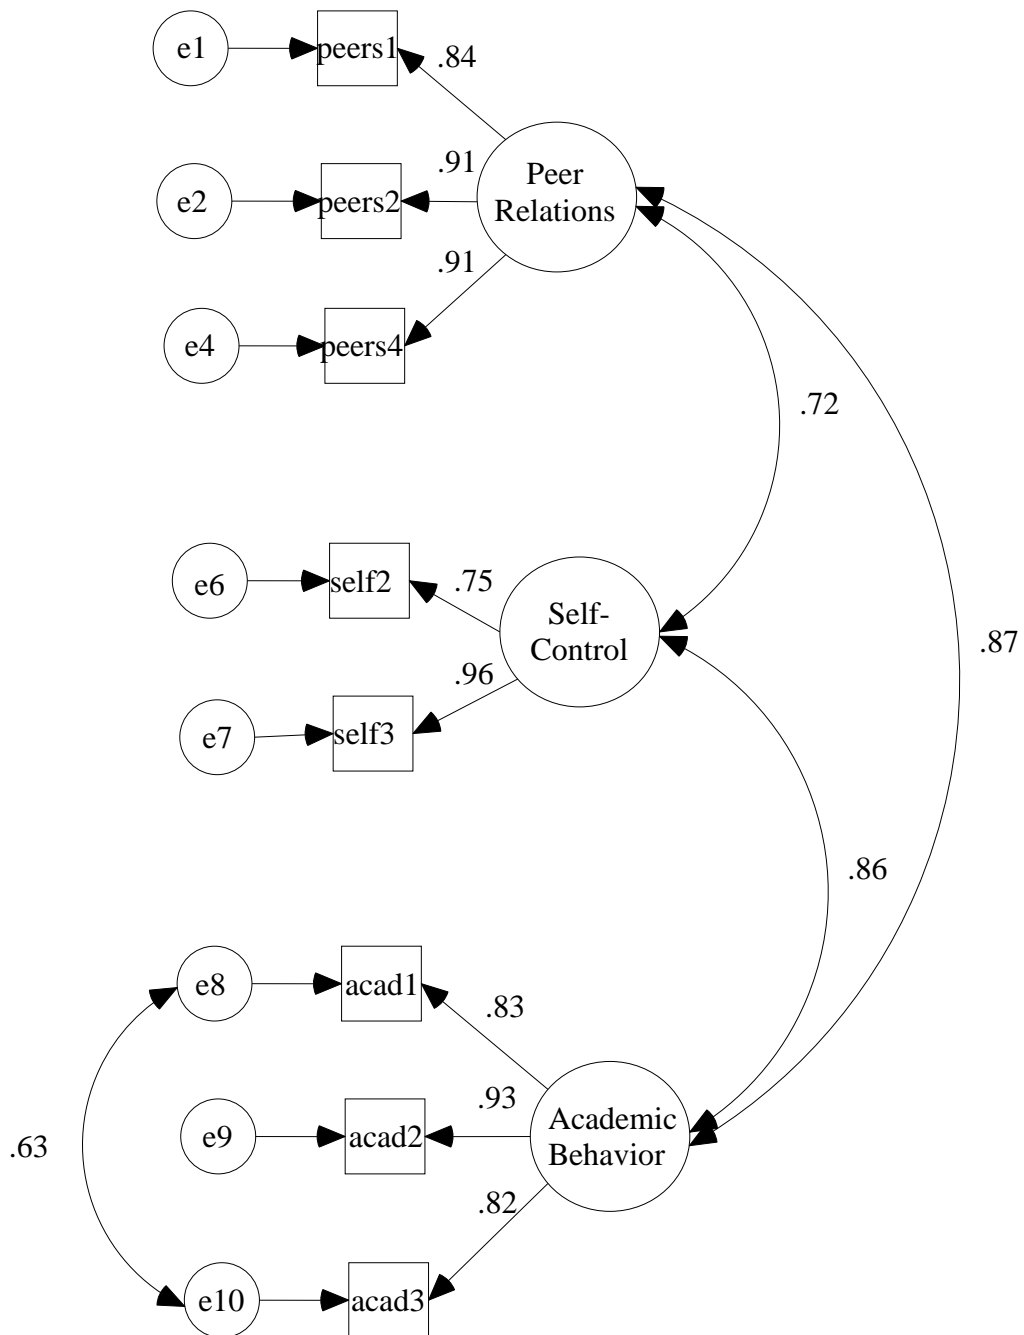 e1
peers1
.84
e2
peers2
.91
Peer
Relations
e4
peers4
.91
.72
e6
self2
.75
Self-
Control
.87
e7
self3
.96
.86
e8
acad1
.83
e9
acad2
.93
Academic
Behavior
.63
e10
acad3
.82